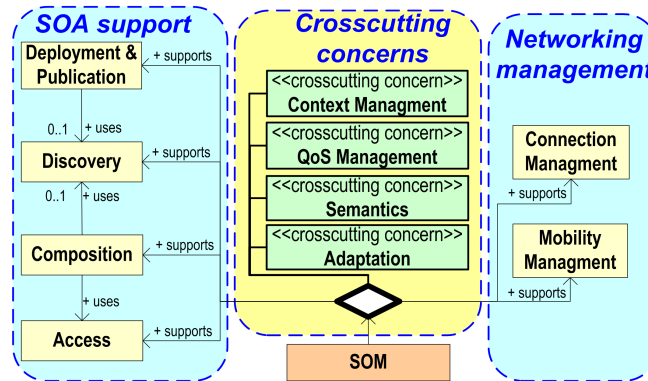 SOA support
Deployment &
Publication
+ supports
0..1
+ uses
Discovery
+ supports
0..1
+ uses
Composition
+ supports
+ uses
Access
+ supports
Crosscutting
concerns
<<crosscutting concern>>
Context Managment
<<crosscutting concern>>
QoS Management
<<crosscutting concern>>
Semantics
<<crosscutting concern>>
Adaptation
SOM
Networking
management
Connection
Managment
+ supports
Mobility
Managment
+ supports